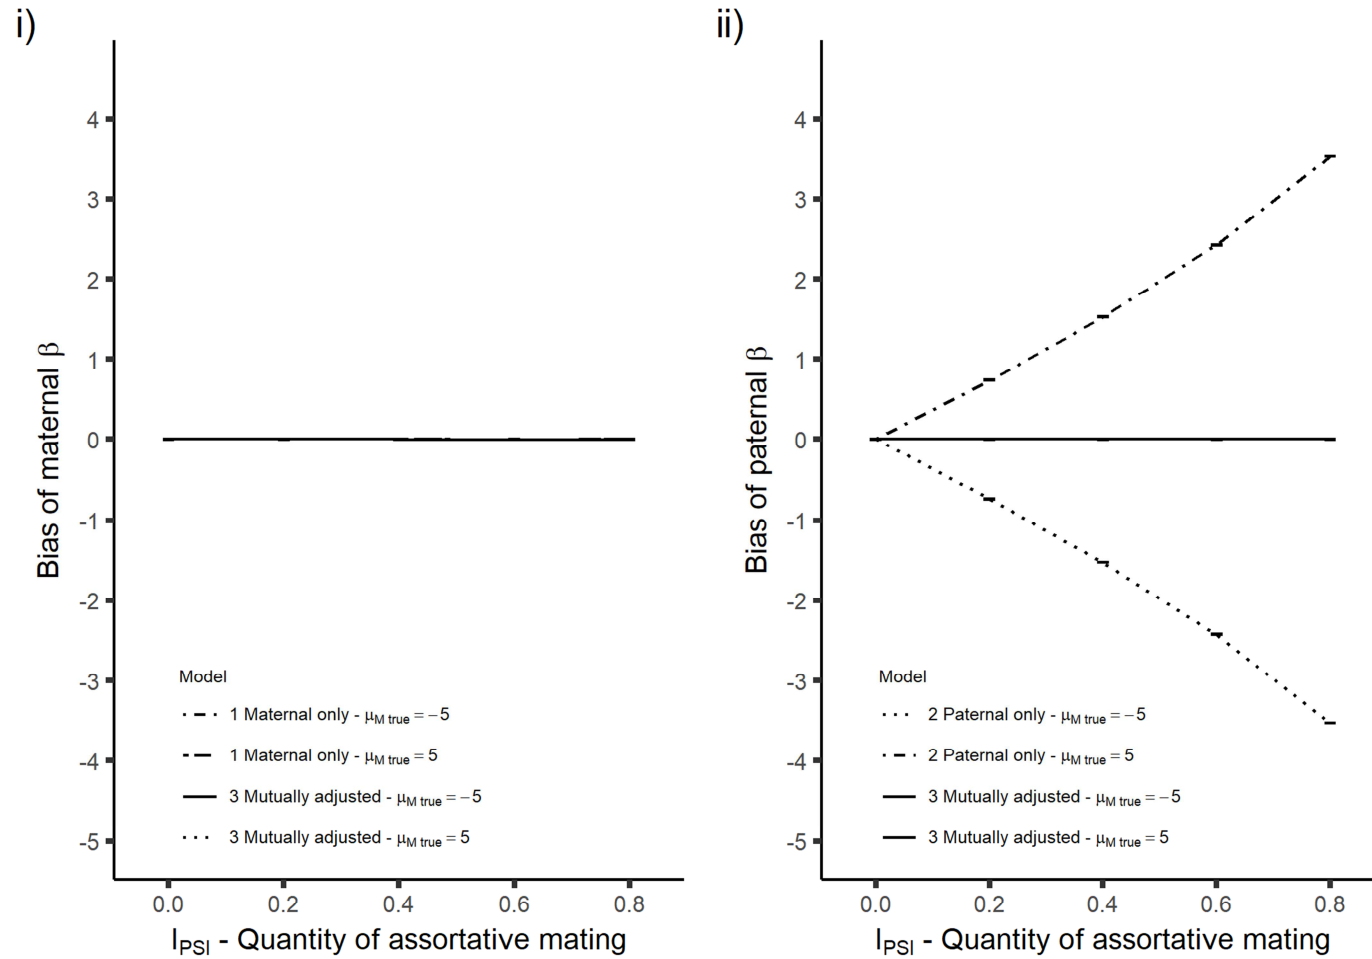 i)
Bias of maternal β
4
3
2
1
0
-1
-2
-3
-4
-5
Model
1 Maternal only - μM true = −5
1 Maternal only - μM true = 5
3 Mutually adjusted - μM true = −5
3 Mutually adjusted - μM true = 5
0.0 0.2 0.4 0.6 0.8
IPSI - Quantity of assortative mating
ii)
Bias of paternal β
4
3
2
1
0
-1
-2
-3
-4
-5
Model
2 Paternal only - μM true = −5
2 Paternal only - μM true = 5
3 Mutually adjusted - μM true = −5
3 Mutually adjusted - μM true = 5
0.0 0.2 0.4 0.6 0.8
IPSI - Quantity of assortative mating